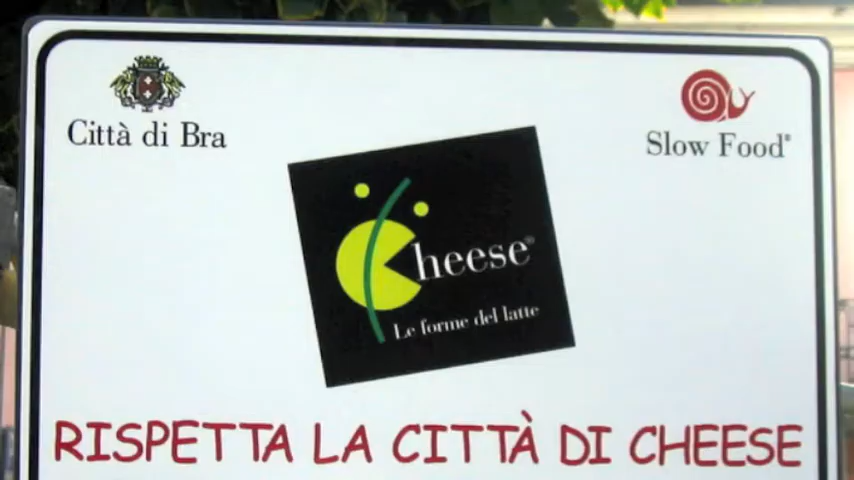 Città di Bra
Slow Food®
Cheese®
Le forme del latte
RISPETTA LA CITTÀ DI CHEESE